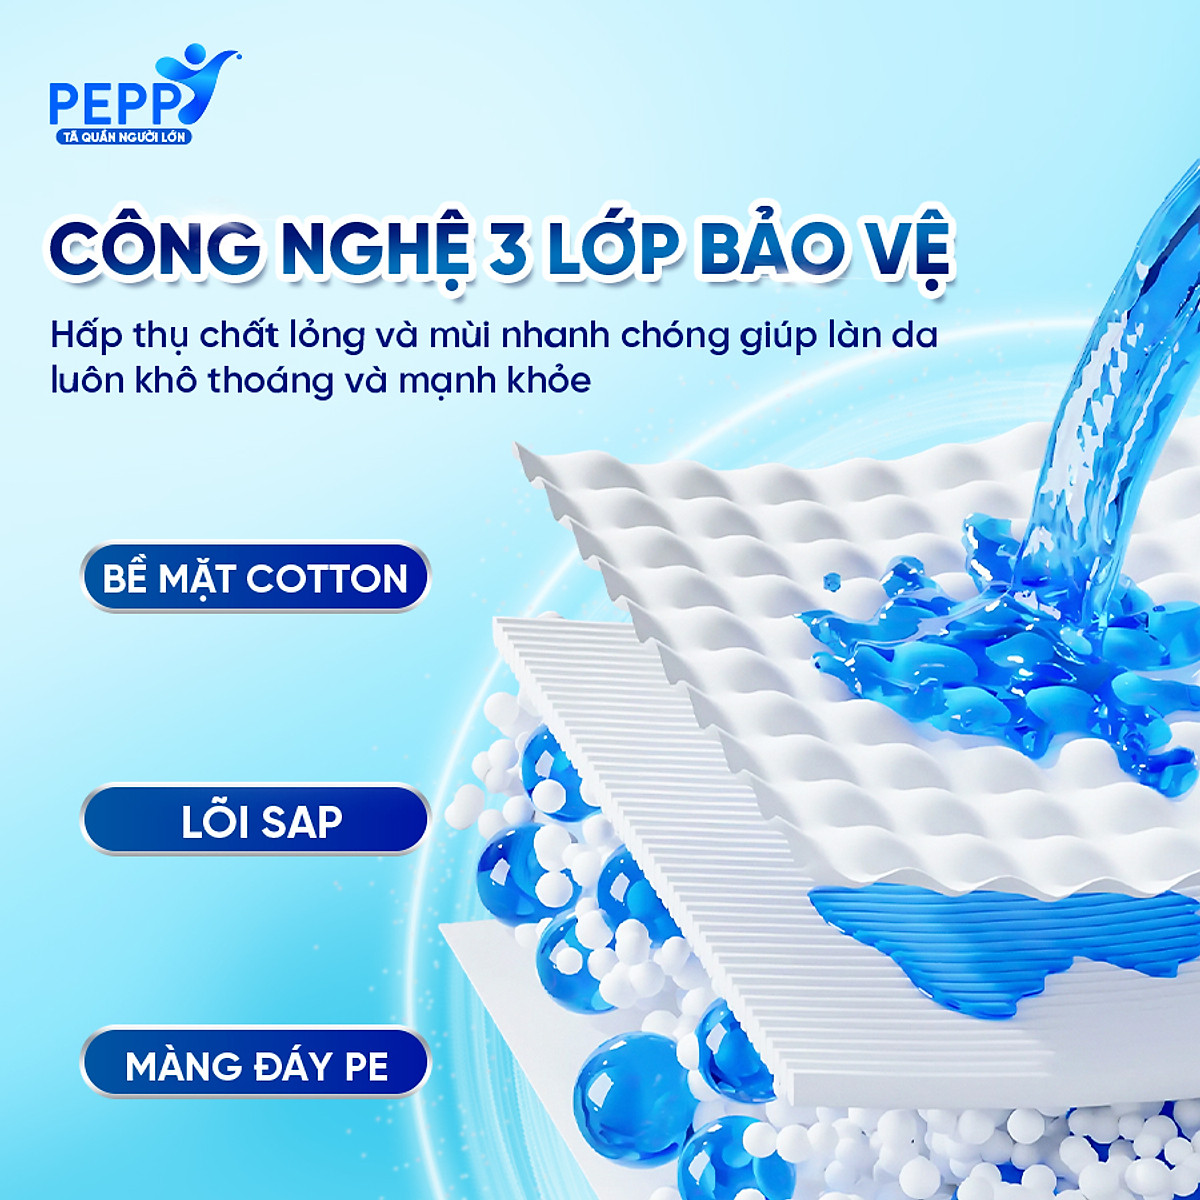 PEPPY
TÃ QUẦN NGƯỜI LỚN
CÔNG NGHỆ 3 LỚP BẢO VỆ
Hấp thụ chất lỏng và mùi nhanh chóng giúp làn da
luôn khô thoáng và mạnh khỏe
BỀ MẶT COTTON
LÕI SAP
MÀNG ĐÁY PE